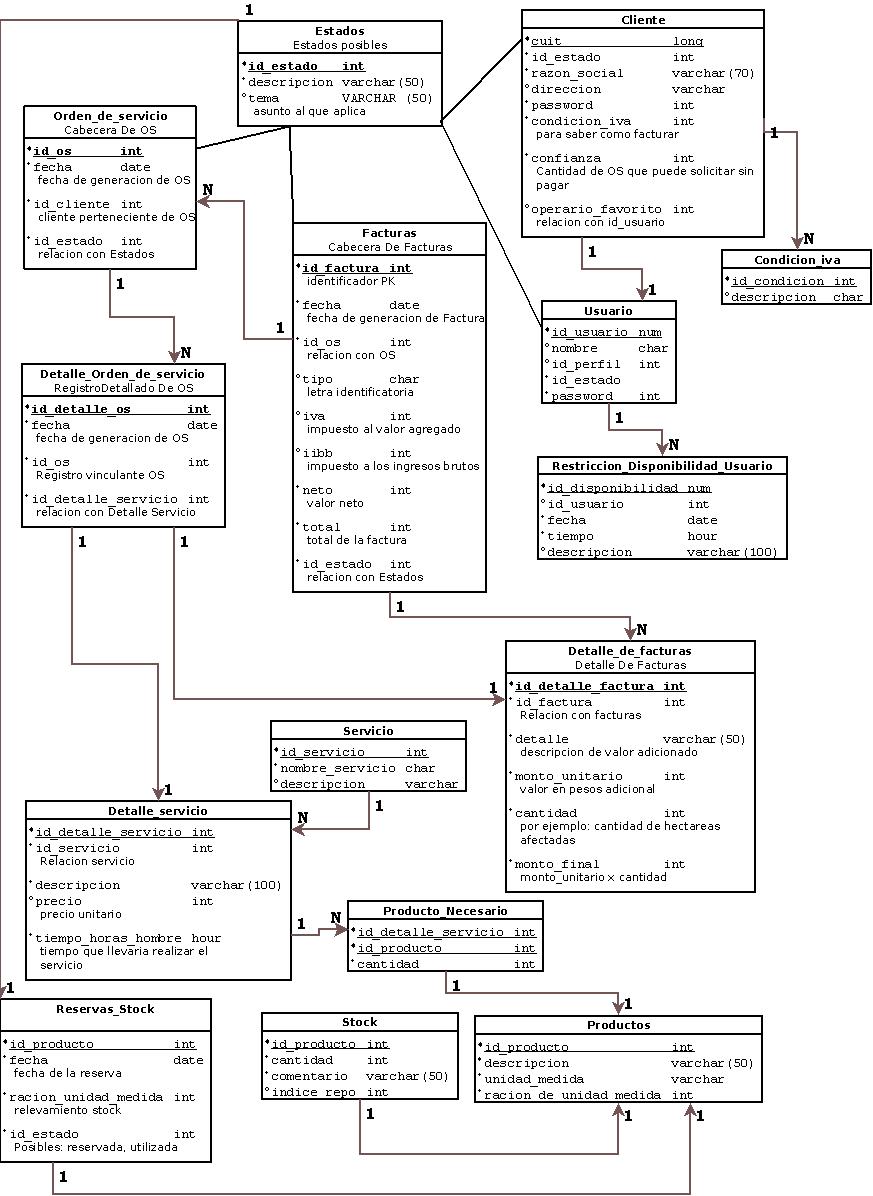 1
Estados
Estados posibles
id_estado int
descripcion varchar(50)
tema VARCHAR (50)
asunto al que aplica
Cliente
cuit long
id_estado int
razon_social varchar(70)
direccion varchar
password int
condicion_iva int
para saber como facturar
confianza int
Cantidad de OS que puede solicitar sin
pagar
operario_favorito int
relacion con id_usuario
1
N
Orden_de_servicio
Cabecera De OS
id_os int
fecha date
fecha de generacion de OS
id_cliente int
cliente perteneciente de OS
id_estado int
relacion con Estados
N
1
Facturas
Cabecera De Facturas
id_factura int
identificador PK
fecha date
fecha de generacion de Factura
id_os int
relacion con OS
tipo char
letra identificatoria
iva int
impuesto al valor agregado
iibb int
impuesto a los ingresos brutos
neto int
valor neto
total int
total de la factura
id_estado int
relacion con Estados
1
Condicion_iva
id_condicion int
descripcion char
1
1
Usuario
id_usuario num
nombre char
id_perfil int
id_estado
password int
1
N
Restriccion_Disponibilidad_Usuario
id_disponibilidad num
id_usuario int
fecha date
tiempo hour
descripcion varchar(100)
N
Detalle_Orden_de_servicio
RegistroDetallado De OS
id_detalle_os int
fecha date
fecha de generacion de OS
id_os int
Registro vinculante OS
id_detalle_servicio int
relacion con Detalle Servicio
1
1
1
N
Detalle_de_facturas
Detalle De Facturas
id_detalle_factura int
id_factura int
Relacion con facturas
detalle varchar(50)
descripcion de valor adicionado
monto_unitario int
valor en pesos adicional
cantidad int
por ejemplo: cantidad de hectareas
afectadas
monto_final int
monto_unitario x cantidad
1
Servicio
id_servicio int
nombre_servicio char
descripcion varchar
1
N
1
Detalle_servicio
id_detalle_servicio int
id_servicio int
Relacion servicio
descripcion varchar(100)
precio int
precio unitario
tiempo_horas_hombre hour
tiempo que llevaria realizar el
servicio
1
N
Producto_Necesario
id_detalle_servicio int
id_producto int
cantidad int
1
1
1
Reservas_Stock
id_producto int
fecha date
fecha de la reserva
racion_unidad_medida int
relevamiento stock
id_estado int
Posibles: reservada, utilizada
1
Stock
id_producto int
cantidad int
comentario varchar(50)
indice_repo int
1
Productos
id_producto int
descripcion varchar(50)
unidad_medida varchar
racion_de_unidad_medida int
1
1